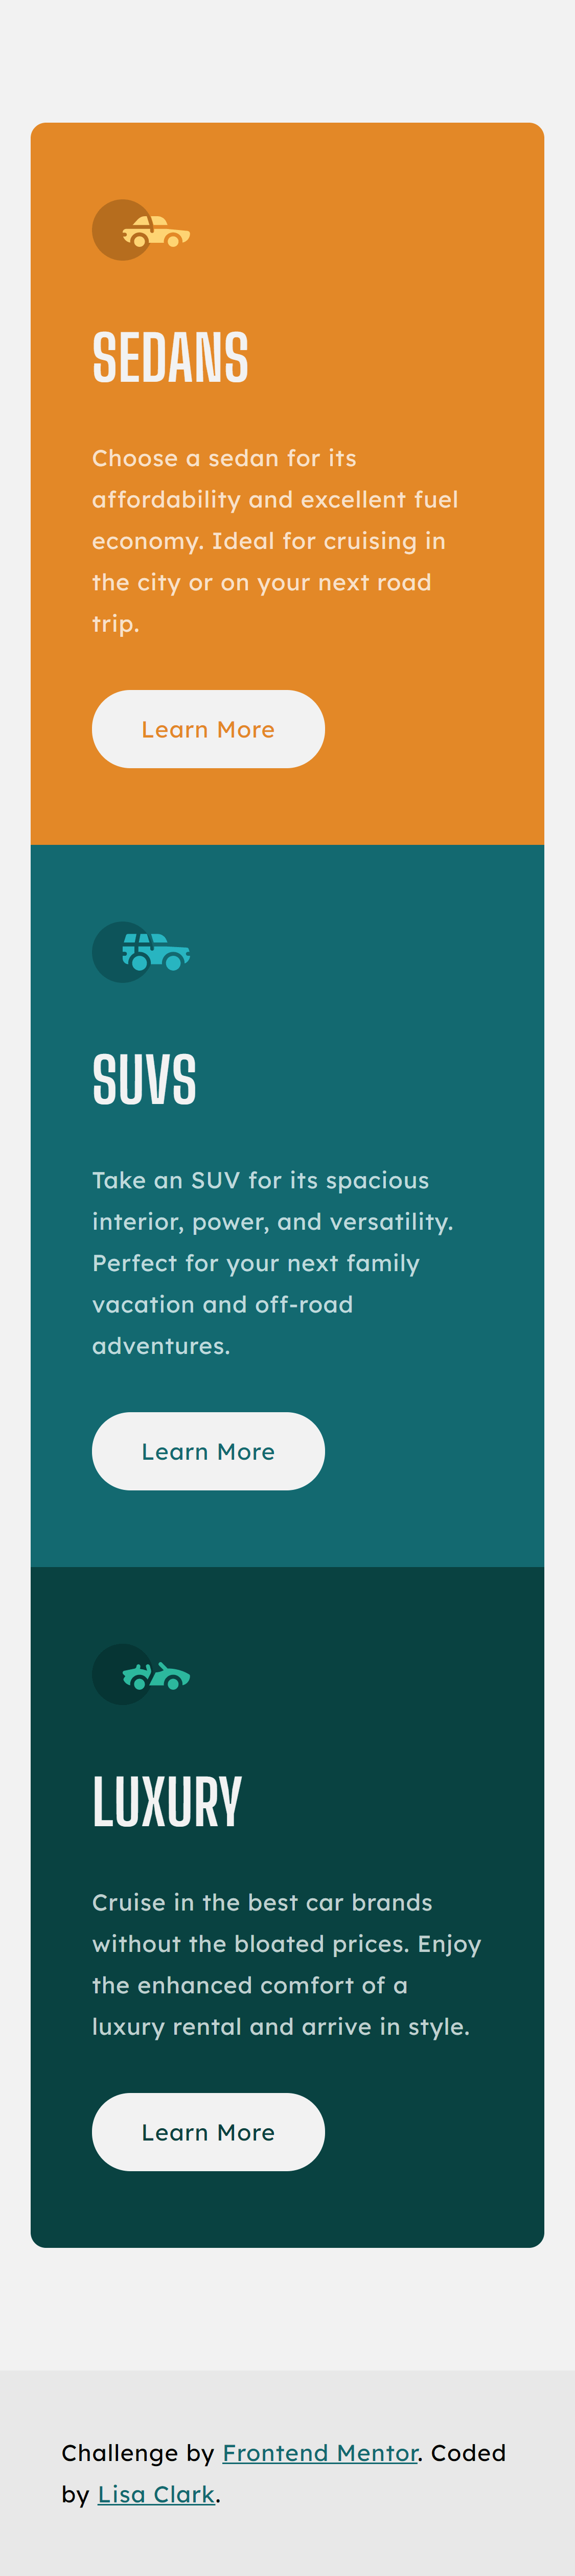 SEDANS
Choose a sedan for its
affordability and excellent fuel
economy. Ideal for cruising in
the city or on your next road
trip.
Learn More
SUVS
Take an SUV for its spacious
interior, power, and versatility.
Perfect for your next family
vacation and off-road
adventures.
Learn More
LUXURY
Cruise in the best car brands
without the bloated prices. Enjoy
the enhanced comfort of a
luxury rental and arrive in style.
Learn More
Challenge by Frontend Mentor. Coded
by Lisa Clark.